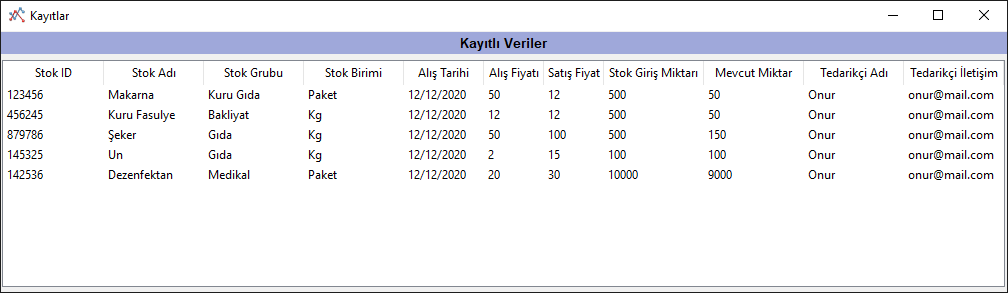 Kayıtlar
Kayıtlı Veriler
Stok ID Stok Adı Stok Grubu Stok Birimi Alış Tarihi Alış Fiyatı Satış Fiyat Stok Giriş Miktarı Mevcut Miktar Tedarikçi Adı Tedarikçi İletişim
123456 Makarna Kuru Gıda Paket 12/12/2020 50 12 500 50 Onur onur@mail.com
456245 Kuru Fasulye Bakliyat Kg 12/12/2020 12 12 500 50 Onur onur@mail.com
879786 Şeker Gıda Kg 12/12/2020 50 100 500 150 Onur onur@mail.com
145325 Un Gıda Kg 12/12/2020 2 15 100 100 Onur onur@mail.com
142536 Dezenfektan Medikal Paket 12/12/2020 20 30 10000 9000 Onur onur@mail.com